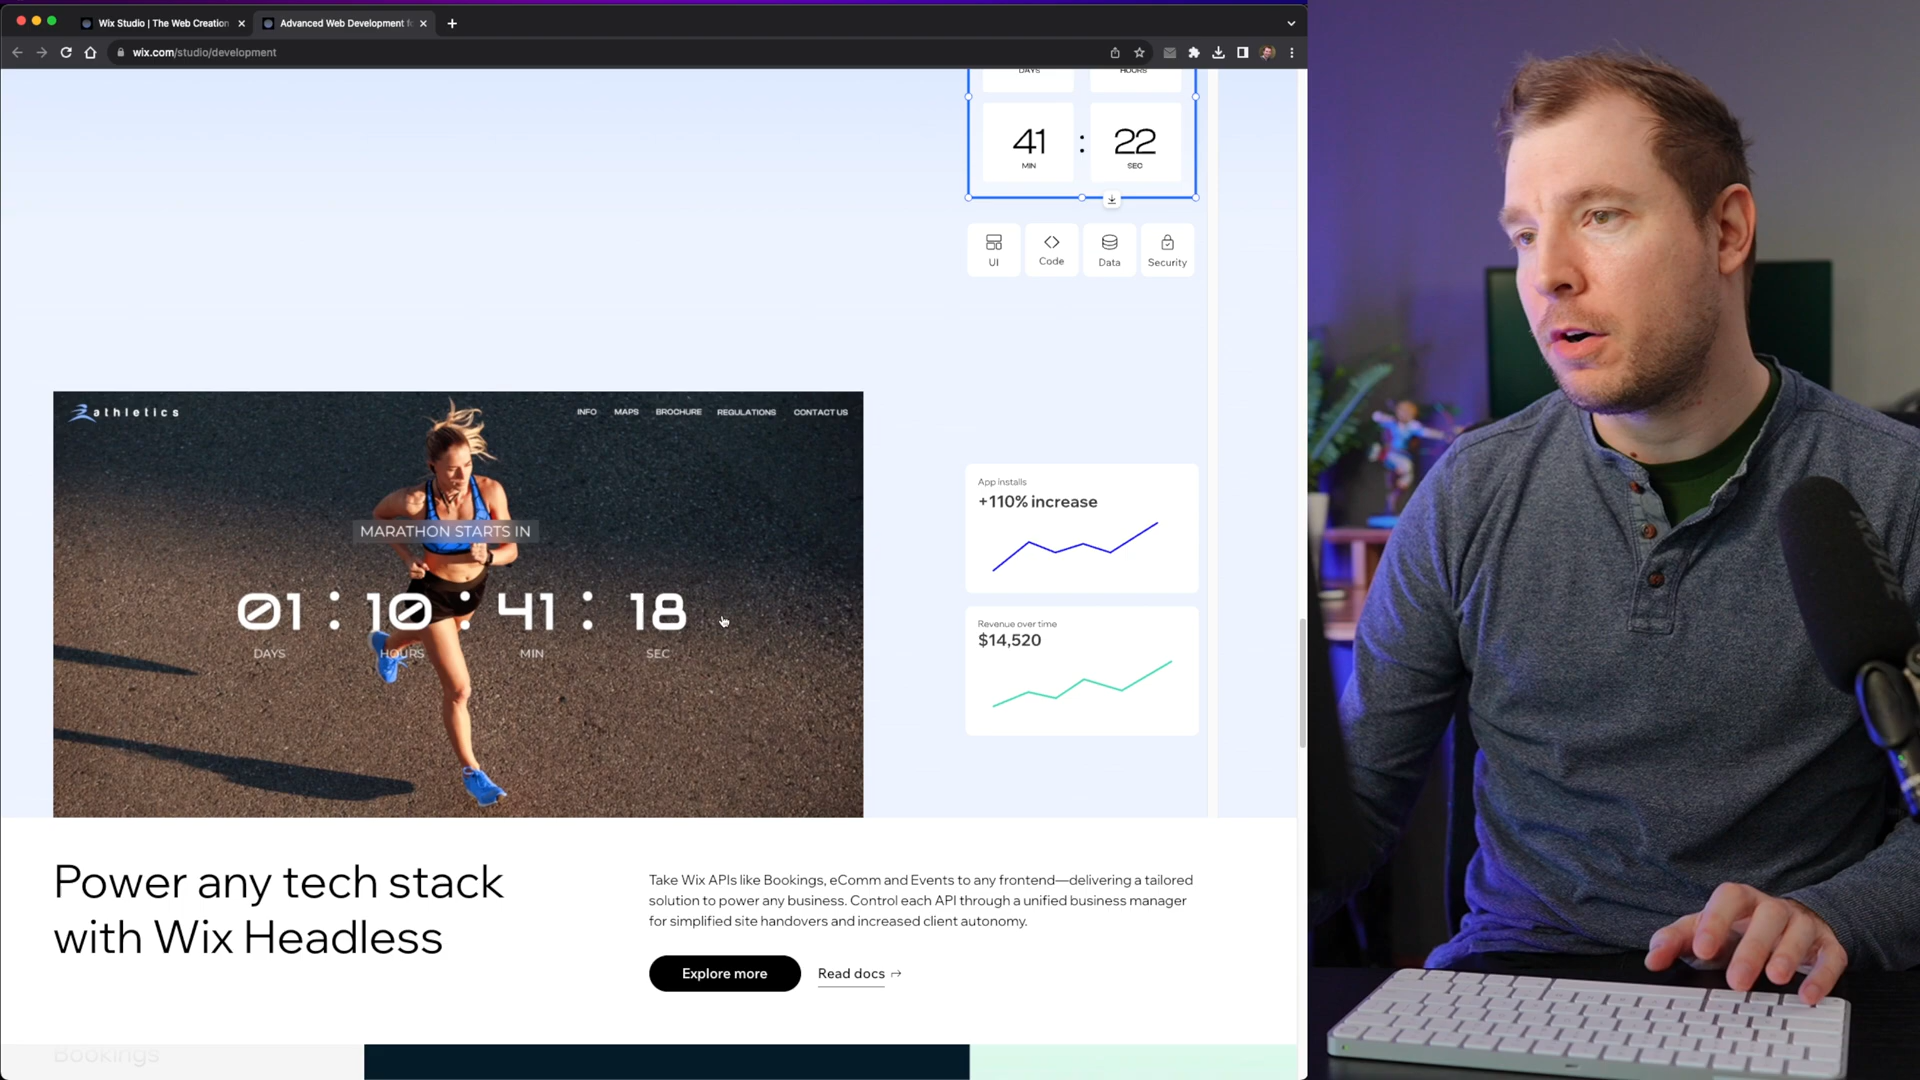 Wix Studio | The Web Creation
Advanced Web Development fo
wix.com/studio/development
DAYS
HOURS
41 : 22
MIN
SEC
UI
Code
Data
Security
athletics
INFO
MAPS
BROCHURE
REGULATIONS
CONTACT US
MARATHON STARTS IN
01 : 10 : 41 : 18
DAYS
HOURS
MIN
SEC
App installs
+110% increase
Revenue over time
$14,520
Power any tech stack
with Wix Headless
Take Wix APIs like Bookings, eComm and Events to any frontend—delivering a tailored
solution to power any business. Control each API through a unified business manager
for simplified site handovers and increased client autonomy.
Explore more
Read docs
Bookings